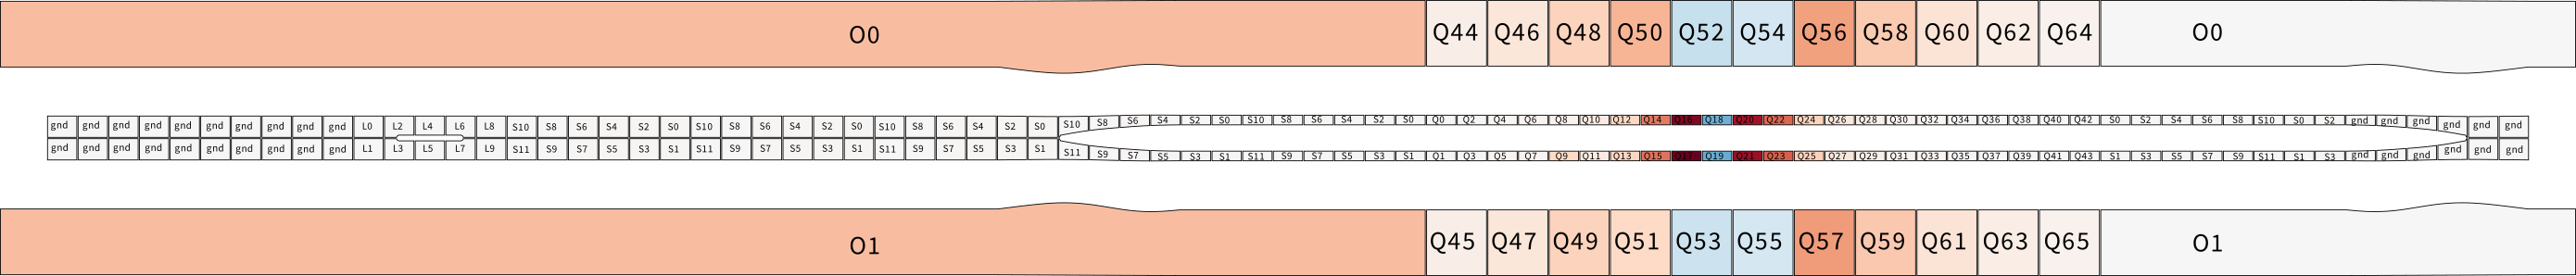 O0 Q44 Q46 Q48 Q50 Q52 Q54 Q56 Q58 Q60 Q62 Q64 O0
gnd gnd gnd gnd gnd gnd gnd gnd gnd gnd L0 L2 L4 L6 L8 S10 S8 S6 S4 S2 S0 S10 S8 S6 S4 S2 S0 S10 S8 S6 S4 S2 S0 S10 S8 S6 S4 S2 S0 S10 S8 S6 S4 S2 S0 Q0 Q2 Q4 Q6 Q8 Q10 Q12 Q14 Q16 Q18 Q20 Q22 Q24 Q26 Q28 Q30 Q32 Q34 Q36 Q38 Q40 Q42 S0 S2 S4 S6 S8 S10 S0 S2 gnd gnd gnd gnd gnd gnd
gnd gnd gnd gnd gnd gnd gnd gnd gnd gnd L1 L3 L5 L7 L9 S11 S9 S7 S5 S3 S1 S11 S9 S7 S5 S3 S1 S11 S9 S7 S5 S3 S1 S11 S9 S7 S5 S3 S1 S11 S9 S7 S5 S3 S1 Q1 Q3 Q5 Q7 Q9 Q11 Q13 Q15 Q17 Q19 Q21 Q23 Q25 Q27 Q29 Q31 Q33 Q35 Q37 Q39 Q41 Q43 S1 S3 S5 S7 S9 S11 S1 S3 gnd gnd gnd gnd gnd gnd
O1 Q45 Q47 Q49 Q51 Q53 Q55 Q57 Q59 Q61 Q63 Q65 O1